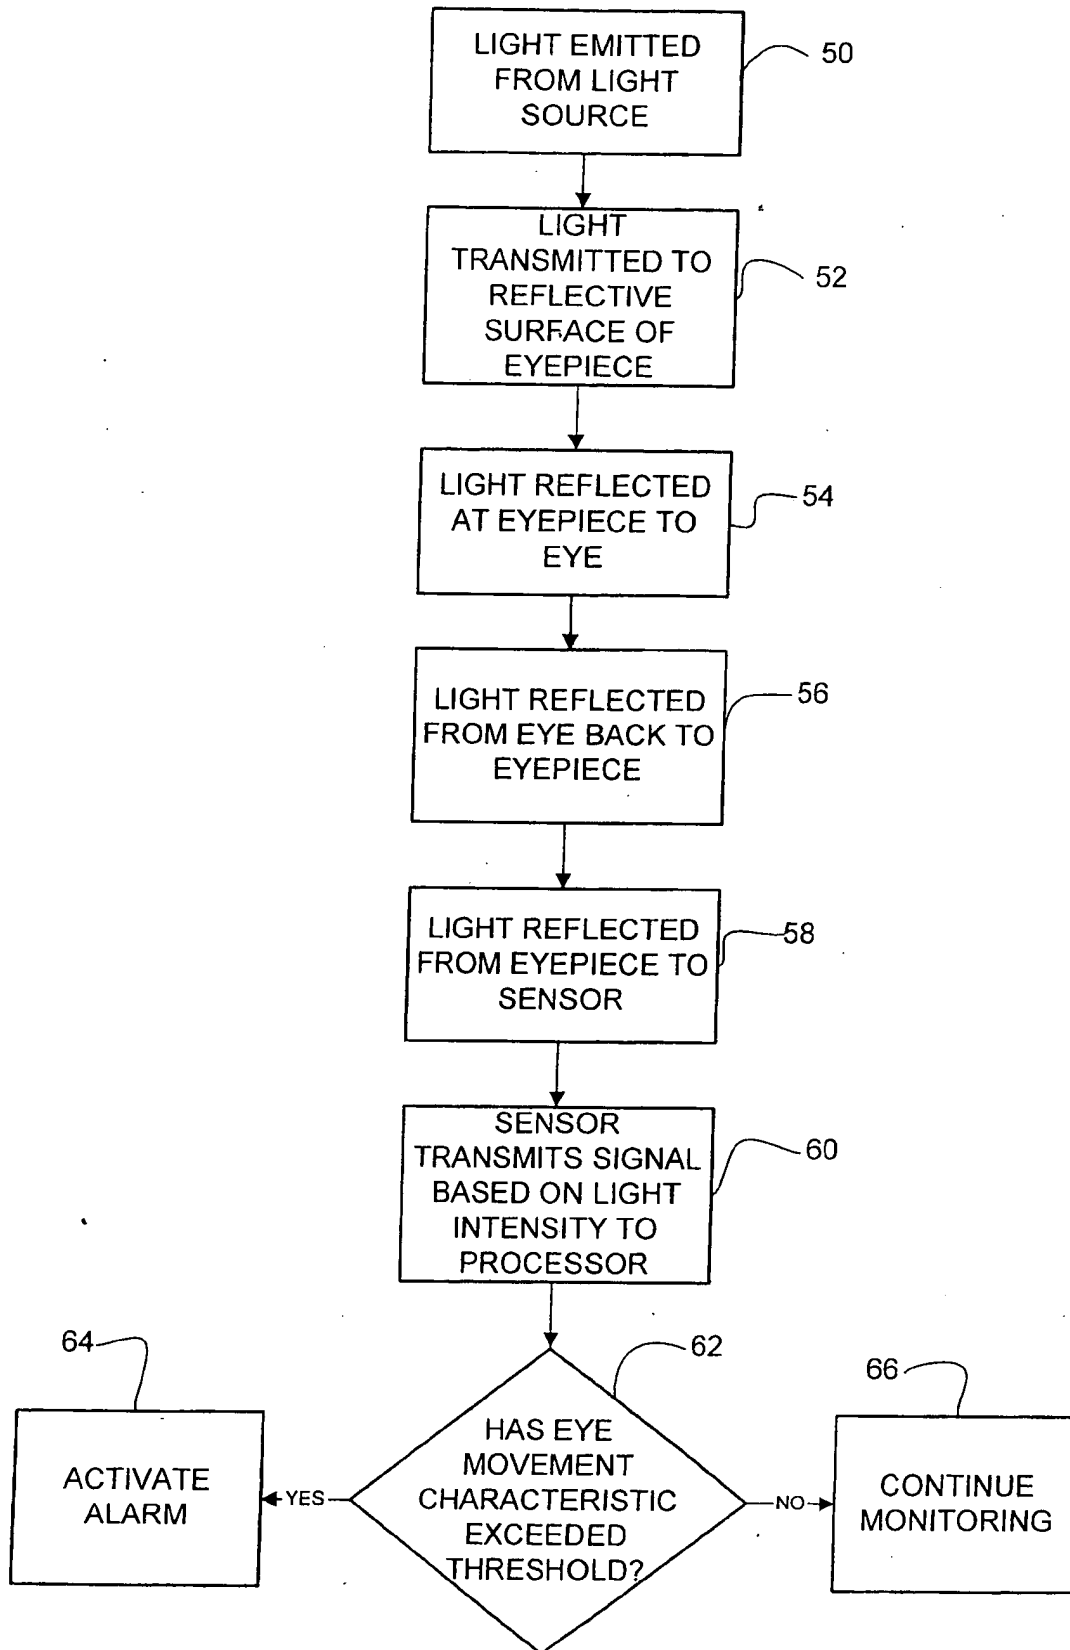 LIGHT EMITTED
FROM LIGHT
SOURCE
50
LIGHT
TRANSMITTED TO
REFLECTIVE
SURFACE OF
EYEPIECE
52
LIGHT REFLECTED
AT EYEPIECE TO
EYE
54
LIGHT REFLECTED
FROM EYE BACK TO
EYEPIECE
56
LIGHT REFLECTED
FROM EYEPIECE TO
SENSOR
58
SENSOR
TRANSMITS SIGNAL
BASED ON LIGHT
INTENSITY TO
PROCESSOR
60
62
HAS EYE
MOVEMENT
CHARACTERISTIC
EXCEEDED
THRESHOLD?
YES
NO
64
ACTIVATE
ALARM
66
CONTINUE
MONITORING